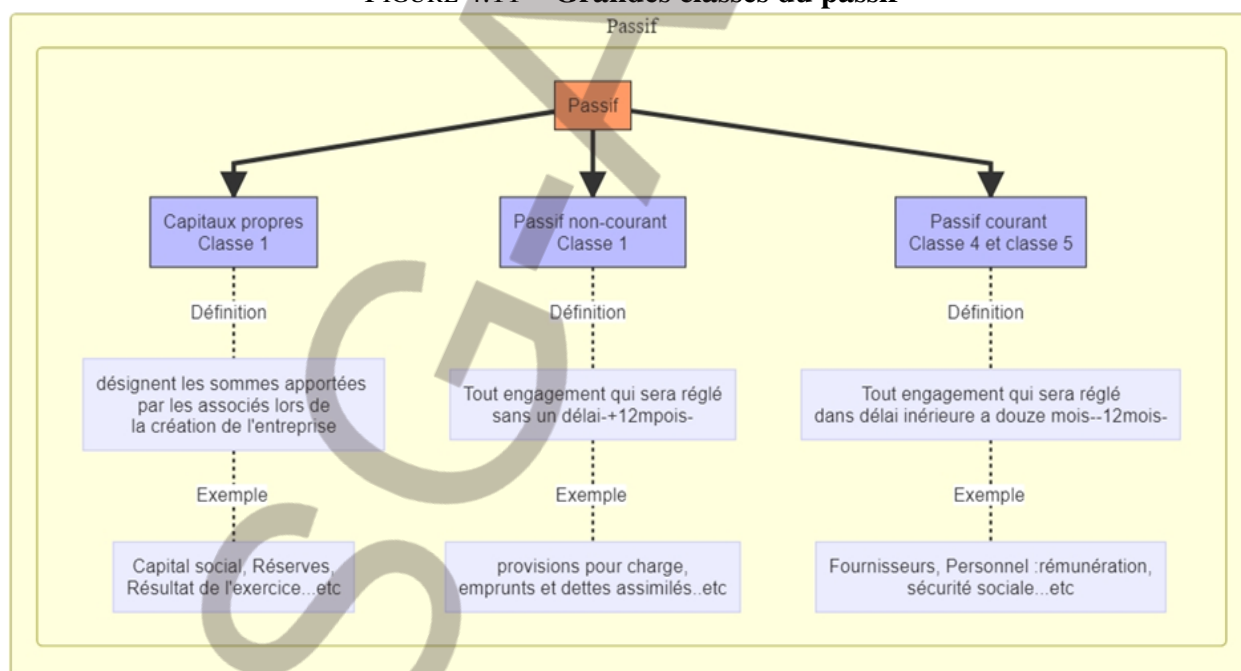 FIGURE 4.11 – Grandes classes du passif
Passif
Passif
Capitaux propres
Classe 1
Passif non-courant
Classe 1
Passif courant
Classe 4 et classe 5
Définition
Définition
Définition
désignent les sommes apportées
par les associés lors de
la création de l'entreprise
Tout engagement qui sera réglé
sans un délai-+12mpois-
Tout engagement qui sera réglé
dans délai inérieure a douze mois--12mois-
Exemple
Exemple
Exemple
Capital social, Réserves,
Résultat de l'exercice...etc
provisions pour charge,
emprunts et dettes assimilés..etc
Fournisseurs, Personnel :rémunération,
sécurité sociale...etc